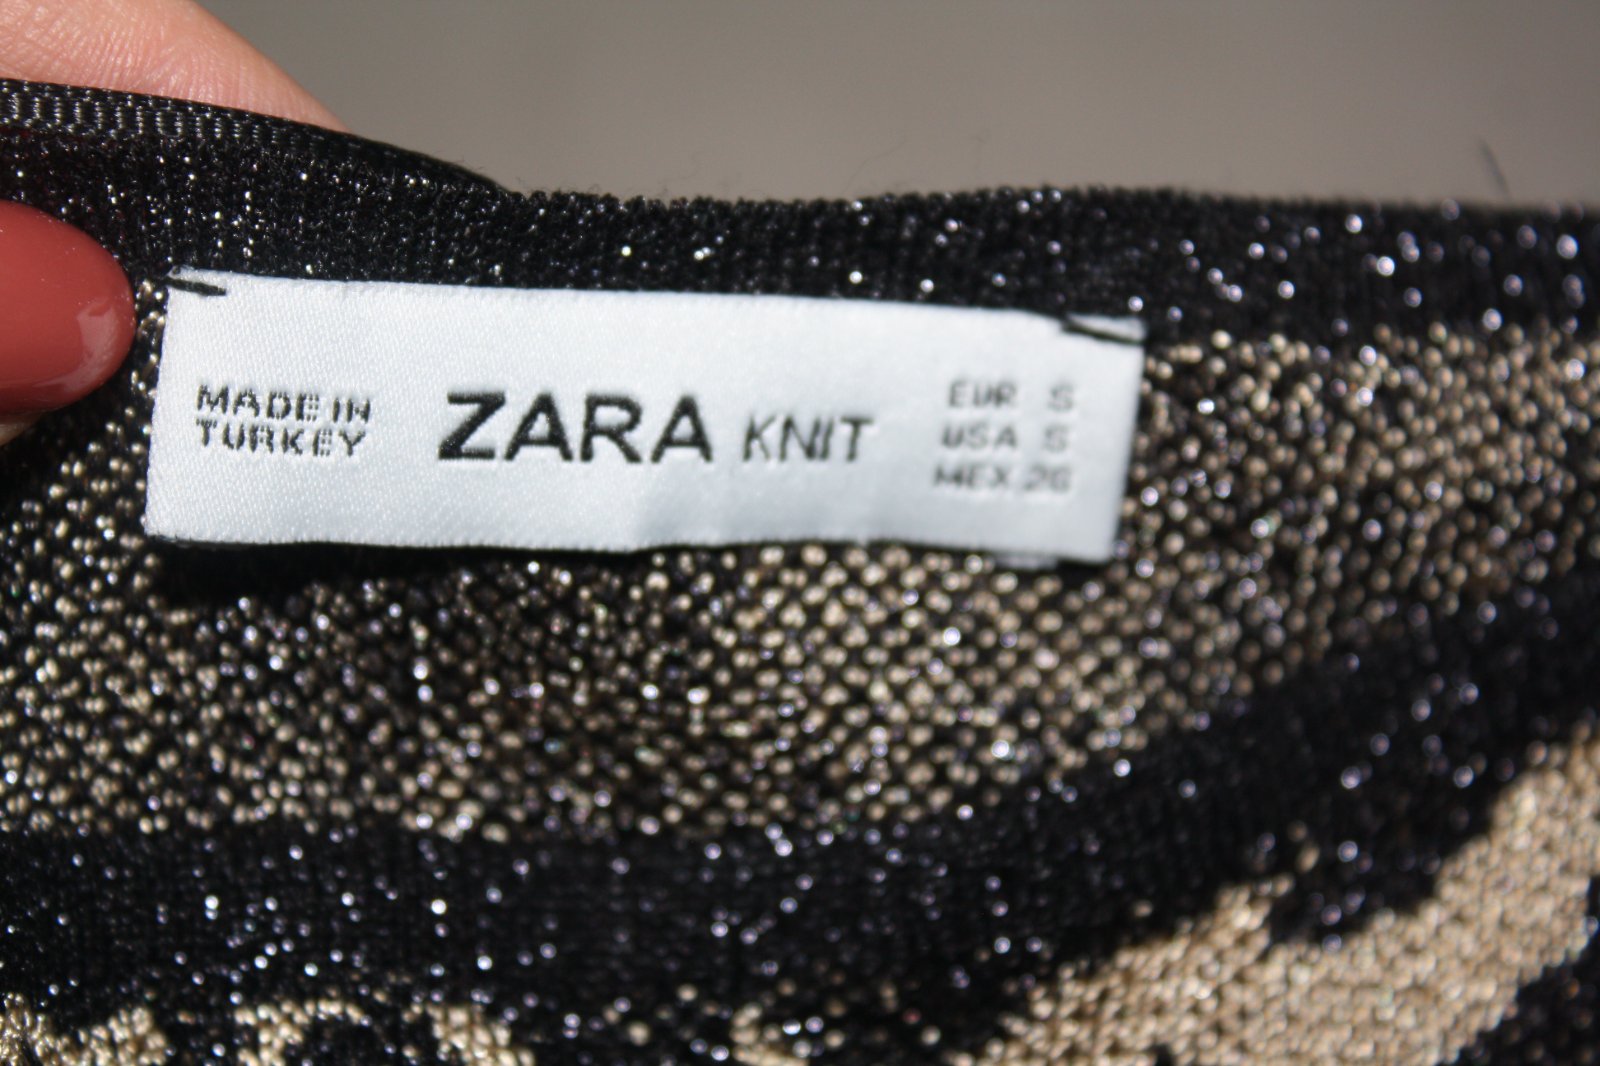 MADE IN
TURKEY
ZARA KNIT
EUR S
USA S
MEX 26